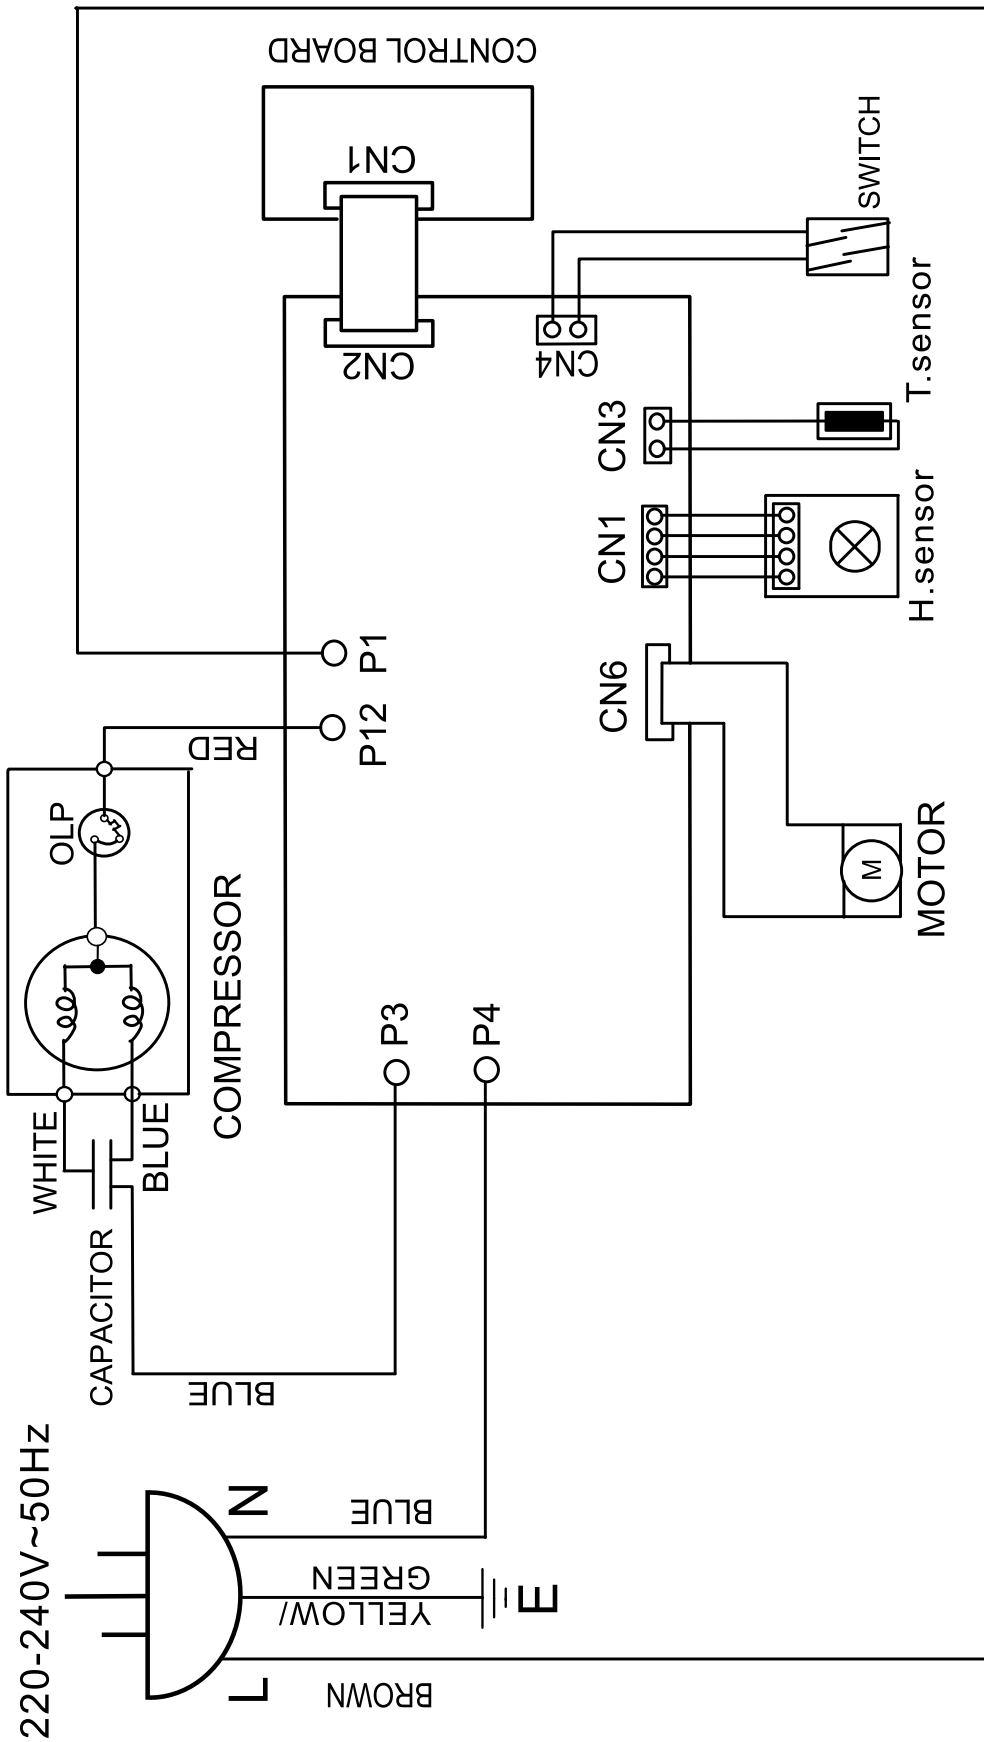 220-240V~50Hz
L
N
E
BROWN
YELLOW/
GREEN
BLUE
BLUE
CAPACITOR
WHITE
BLUE
COMPRESSOR
OLP
RED
P12
P1
P3
P4
CONTROL BOARD
CN1
CN2
CN4
CN3
CN1
CN6
SWITCH
T.sensor
H.sensor
M
MOTOR